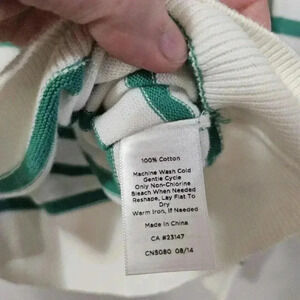 100% Cotton
Machine Wash Cold
Gentle Cycle
Only Non-Chlorine
Bleach When Needed
Reshape, Lay Flat To
Dry
Warm Iron, If Needed
Made In China
CA #23147
CNS080 08/14